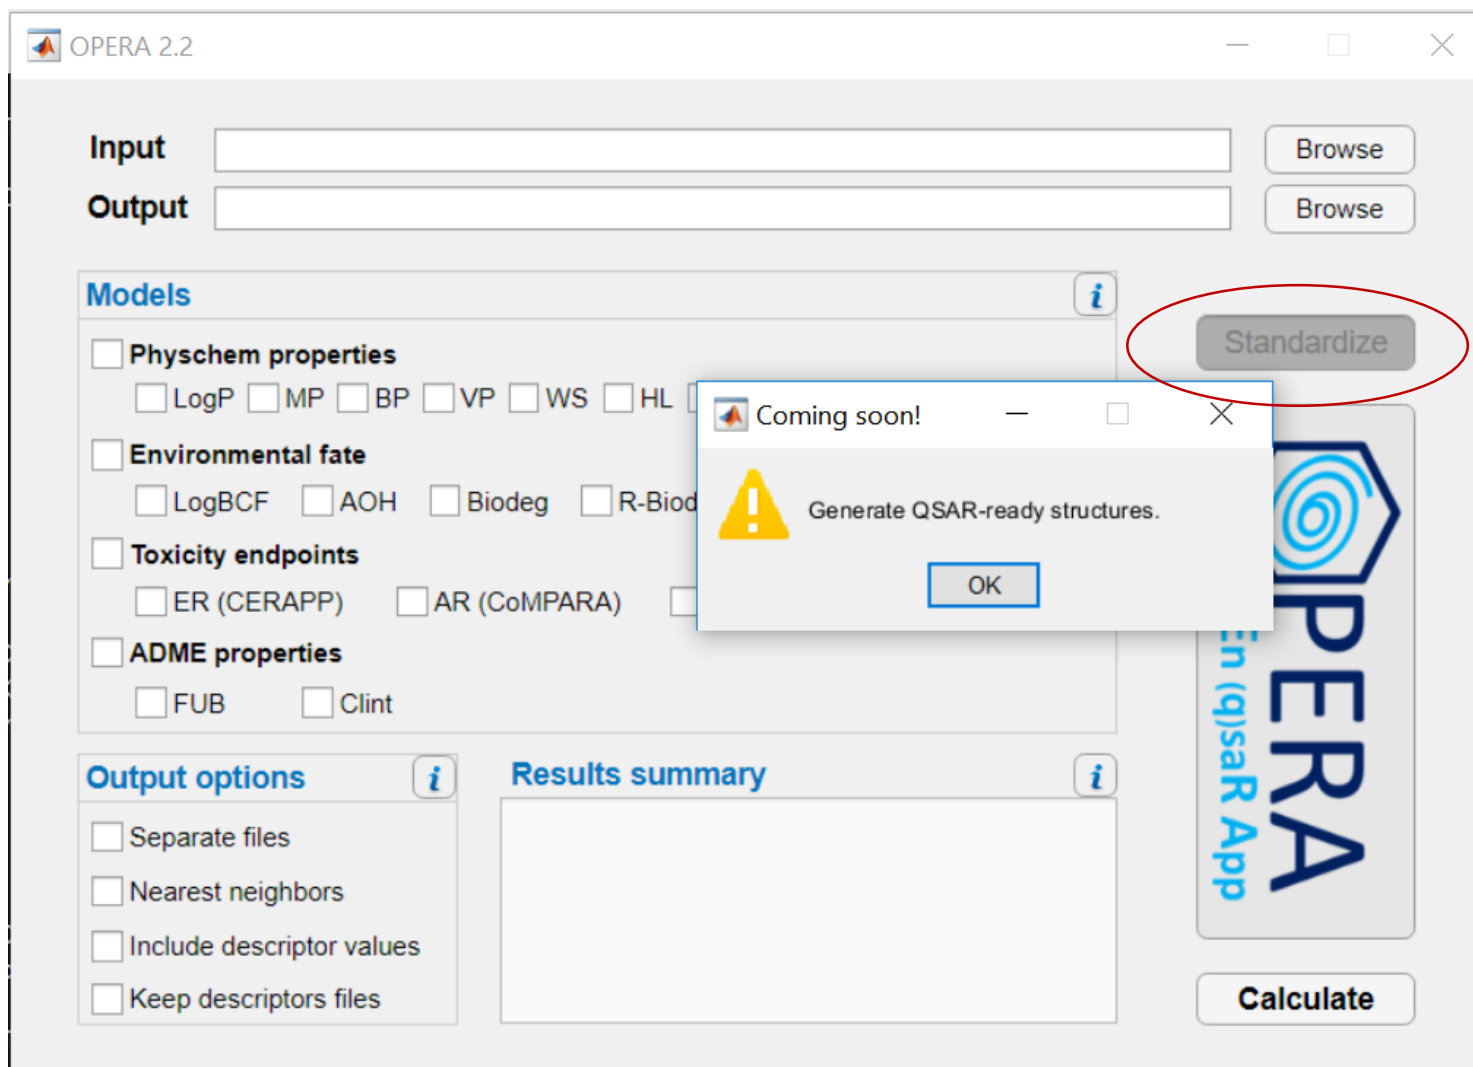 OPERA 2.2
Input Browse
Output Browse
Models i
Standardize
Physchem properties
LogP MP BP VP WS HL
Coming soon!
Generate QSAR-ready structures.
OK
Environmental fate
LogBCF AOH Biodeg R-Biod
Toxicity endpoints
ER (CERAPP) AR (CoMPARA)
ADME properties
FUB Clint
OPERA
En (q)saR App
Output options i
Separate files
Nearest neighbors
Include descriptor values
Keep descriptors files
Results summary i
Calculate